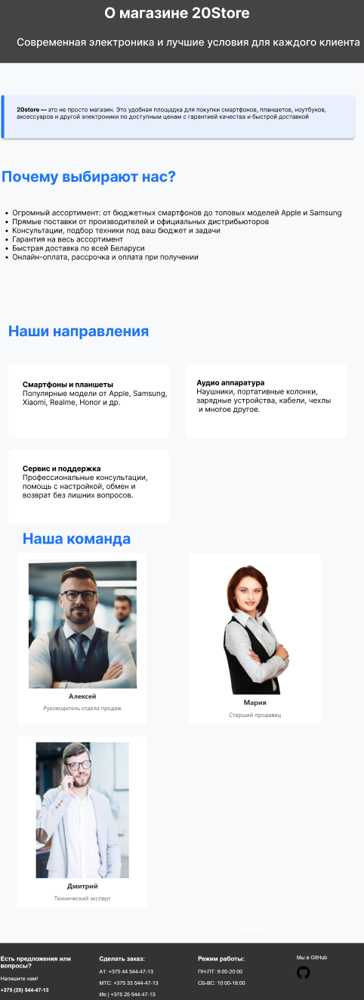 О магазине 20Store
Современная электроника и лучшие условия для каждого клиента
20store — это не просто магазин. Это удобная площадка для покупки смартфонов, планшетов, ноутбуков,
аксессуаров и другой электроники по доступным ценам с гарантией качества и быстрой доставкой
Почему выбирают нас?
• Огромный ассортимент: от бюджетных смартфонов до топовых моделей Apple и Samsung
• Прямые поставки от производителей и официальных дистрибьюторов
• Консультации, подбор техники под ваш бюджет и задачи
• Гарантия на весь ассортимент
• Быстрая доставка по всей Беларуси
• Онлайн-оплата, рассрочка и оплата при получении
Наши направления
Смартфоны и планшеты
Популярные модели от Apple, Samsung,
Xiaomi, Realme, Honor и др.
Аудио аппаратура
Наушники, портативные колонки,
зарядные устройства, кабели, чехлы
и многое другое.
Сервис и поддержка
Профессиональные консультации,
помощь с настройкой, обмен и
возврат без лишних вопросов.
Наша команда
Алексей
Руководитель отдела продаж
Мария
Старший продавец
Дмитрий
Технический эксперт
Есть предложения или
вопросы?
Напишите нам!
+375 (25) 544-47-13
Сделать заказ:
A1: +375 44 544-47-13
МТС: +375 33 544-47-13
life:) +375 25 544-47-13
Режим работы:
ПН-ПТ: 9:00-20:00
СБ-ВС: 10:00-18:00
Мы в GitHub